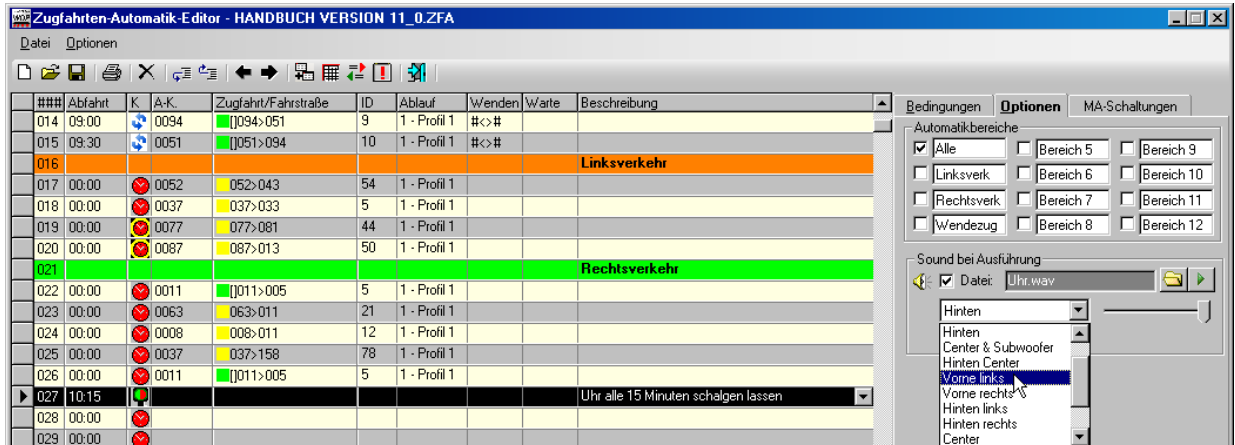 Zugfahrten-Automatik-Editor - HANDBUCH VERSION 11_0.ZFA
Datei Optionen
### Abfahrt K A-K. Zugfahrt/Fahrstraße ID Ablauf Wenden Warte Beschreibung
014 09:00 0094 []094>051 9 1 - Profil 1 #<>#
015 09:30 0051 []051>094 10 1 - Profil 1 #<>#
016 Linksverkehr
017 00:00 0052 052>043 54 1 - Profil 1
018 00:00 0037 037>033 5 1 - Profil 1
019 00:00 0077 077>081 44 1 - Profil 1
020 00:00 0087 087>013 50 1 - Profil 1
021 Rechtsverkehr
022 00:00 0011 []011>005 5 1 - Profil 1
023 00:00 0063 063>011 21 1 - Profil 1
024 00:00 0008 008>011 12 1 - Profil 1
025 00:00 0037 037>158 78 1 - Profil 1
026 00:00 0011 []011>005 5 1 - Profil 1
027 10:15 Uhr alle 15 Minuten schalgen lassen
028 00:00
029 00:00
Bedingungen Optionen MA-Schaltungen
Automatikbereiche
Alle Bereich 5 Bereich 9
Linksverk Bereich 6 Bereich 10
Rechtsverk Bereich 7 Bereich 11
Wendezug Bereich 8 Bereich 12
Sound bei Ausführung
Datei: Uhr.wav
Hinten
Hinten
Center & Subwoofer
Hinten Center
Vorne links
Vorne rechts
Hinten links
Hinten rechts
Center